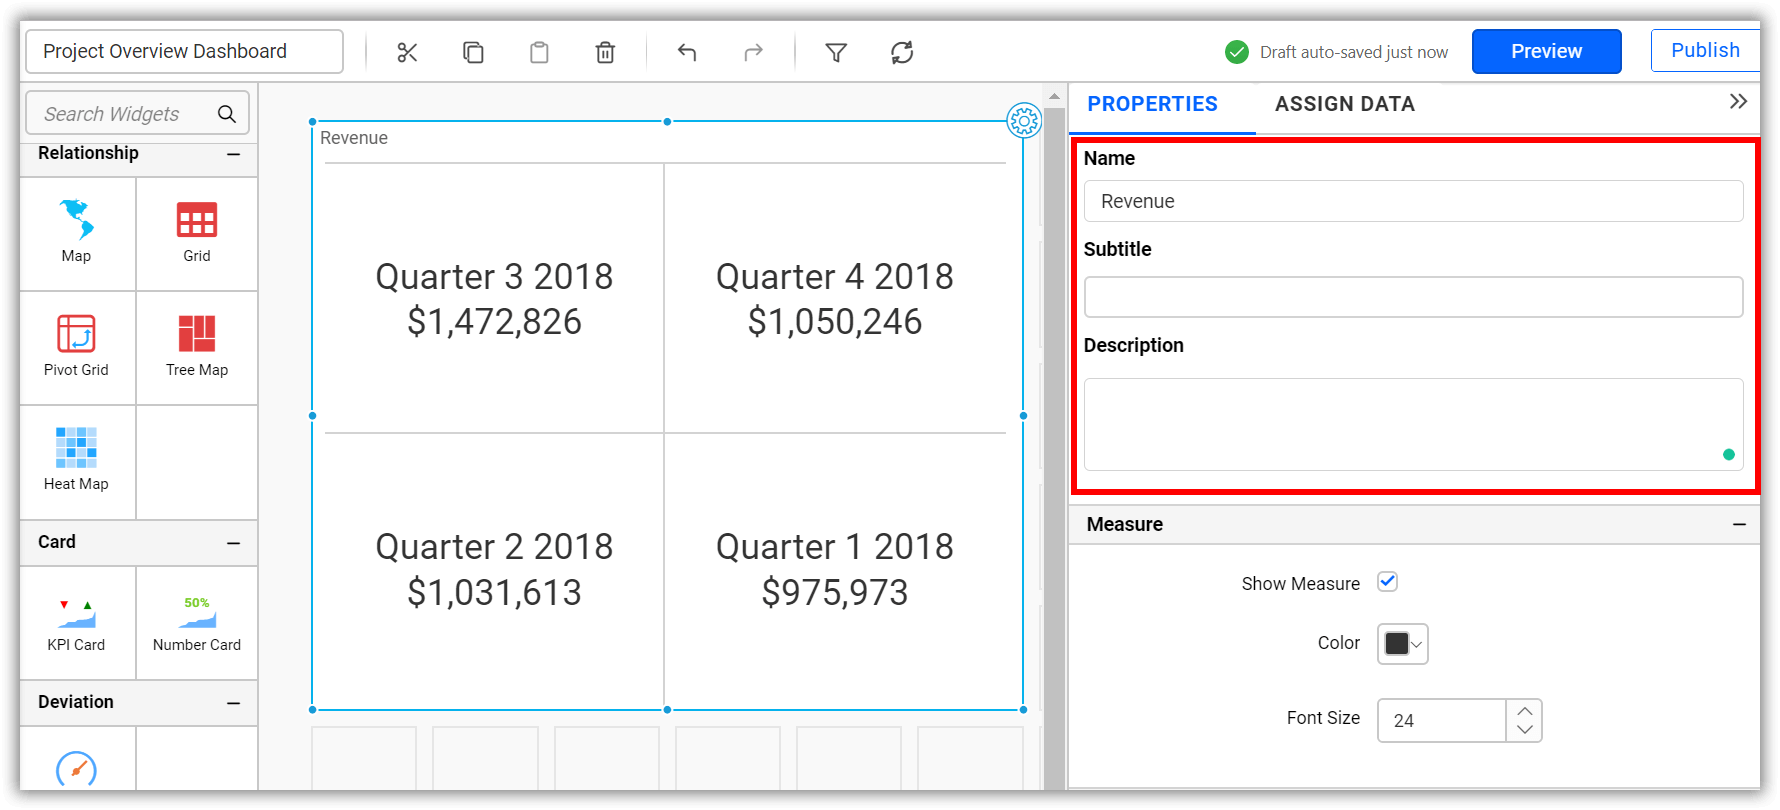 Project Overview Dashboard
Draft auto-saved just now
Preview
Publish
Search Widgets
Relationship
Map
Grid
Pivot Grid
Tree Map
Heat Map
Card
KPI Card
50%
Number Card
Deviation
Revenue
Quarter 3 2018
$1,472,826
Quarter 4 2018
$1,050,246
Quarter 2 2018
$1,031,613
Quarter 1 2018
$975,973
PROPERTIES
ASSIGN DATA
Name
Revenue
Subtitle
Description
Measure
Show Measure
Color
Font Size
24